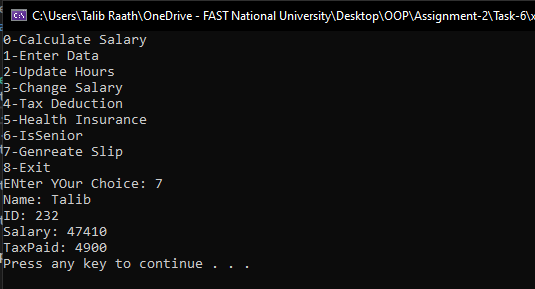 C:\Users\Talib Raath\OneDrive - FAST National University\Desktop\OOP\Assignment-2\Task-6\x
0-Calculate Salary
1-Enter Data
2-Update Hours
3-Change Salary
4-Tax Deduction
5-Health Insurance
6-IsSenior
7-Genreate Slip
8-Exit
ENter YOur Choice: 7
Name: Talib
ID: 232
Salary: 47410
TaxPaid: 4900
Press any key to continue . . .